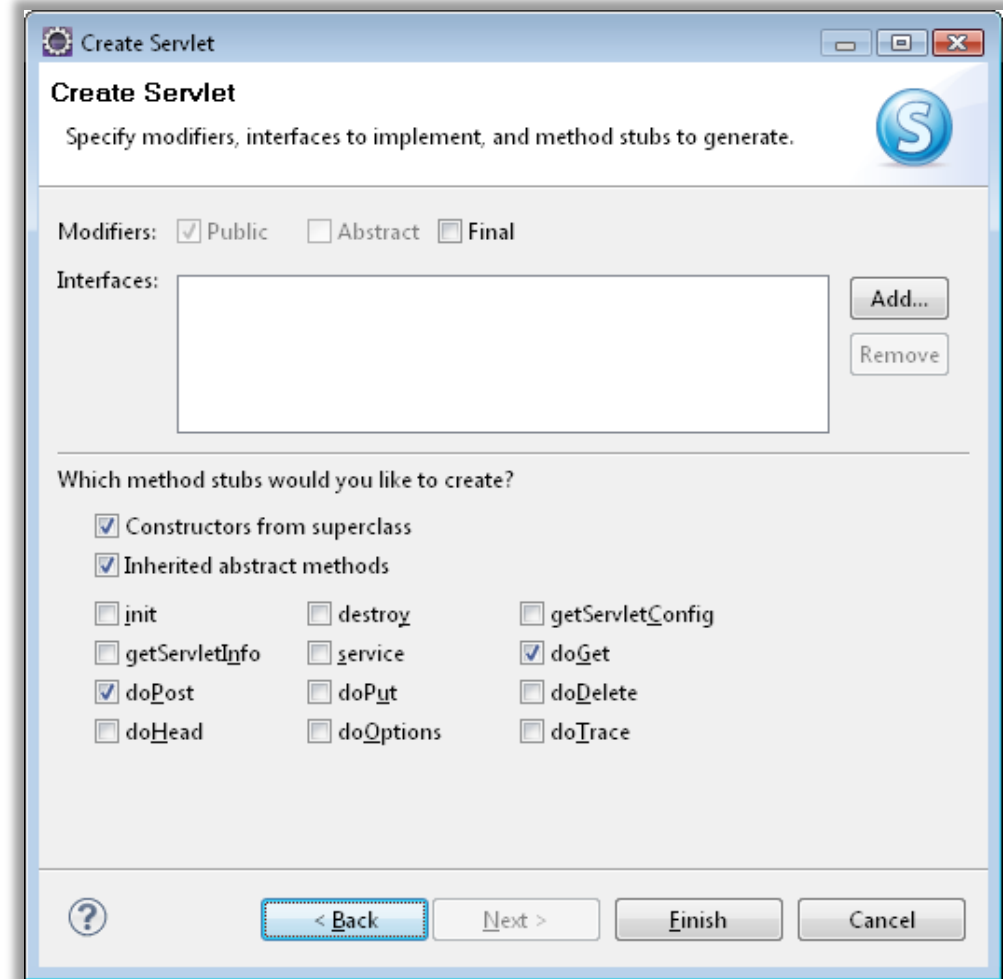 Create Servlet
Create Servlet
Specify modifiers, interfaces to implement, and method stubs to generate.
S
Modifiers: Public Abstract Final
Interfaces:
Add...
Remove
Which method stubs would you like to create?
Constructors from superclass
Inherited abstract methods
init destroy getServletConfig
getServletInfo service doGet
doPost doPut doDelete
doHead doOptions doTrace
? < Back Next > Finish Cancel